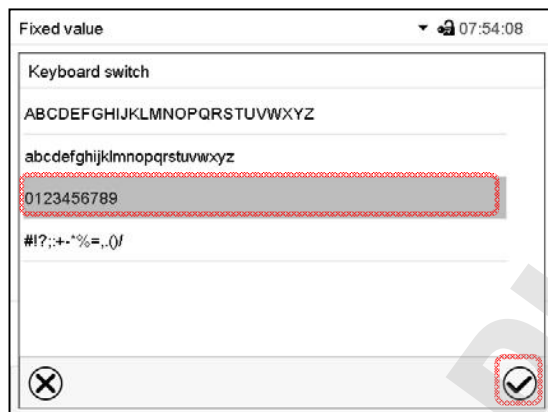 Fixed value 07:54:08
Keyboard switch
ABCDEFGHIJKLMNOPQRSTUVWXYZ
abcdefghijklmnopqrstuvwxyz
0123456789
#!?;:+-*%=,.()/